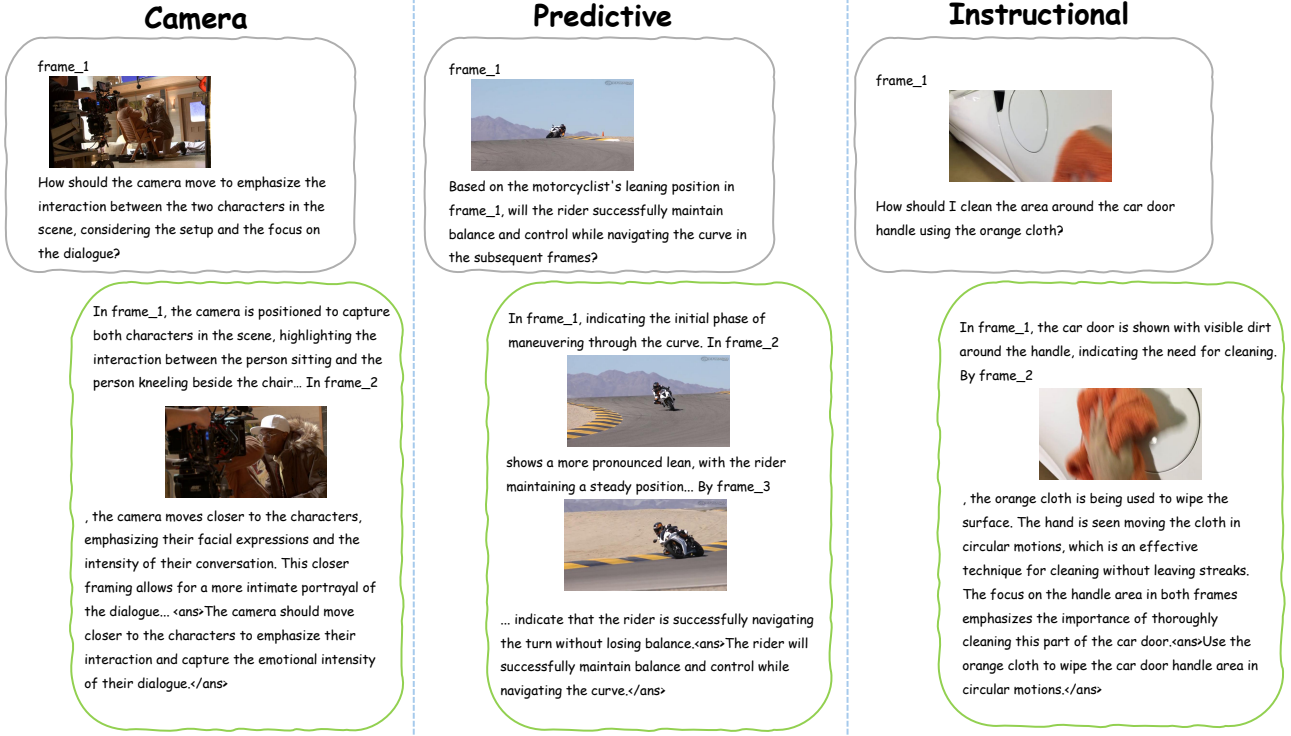 Camera
frame_1
How should the camera move to emphasize the
interaction between the two characters in the
scene, considering the setup and the focus on
the dialogue?
In frame_1, the camera is positioned to capture
both characters in the scene, highlighting the
interaction between the person sitting and the
person kneeling beside the chair... In frame_2
, the camera moves closer to the characters,
emphasizing their facial expressions and the
intensity of their conversation. This closer
framing allows for a more intimate portrayal of
the dialogue... <ans>The camera should move
closer to the characters to emphasize their
interaction and capture the emotional intensity
of their dialogue.</ans>
Predictive
frame_1
Based on the motorcyclist's leaning position in
frame_1, will the rider successfully maintain
balance and control while navigating the curve in
the subsequent frames?
In frame_1, indicating the initial phase of
maneuvering through the curve. In frame_2
shows a more pronounced lean, with the rider
maintaining a steady position... By frame_3
... indicate that the rider is successfully navigating
the turn without losing balance.<ans>The rider will
successfully maintain balance and control while
navigating the curve.</ans>
Instructional
frame_1
How should I clean the area around the car door
handle using the orange cloth?
In frame_1, the car door is shown with visible dirt
around the handle, indicating the need for cleaning.
By frame_2
, the orange cloth is being used to wipe the
surface. The hand is seen moving the cloth in
circular motions, which is an effective
technique for cleaning without leaving streaks.
The focus on the handle area in both frames
emphasizes the importance of thoroughly
cleaning this part of the car door.<ans>Use the
orange cloth to wipe the car door handle area in
circular motions.</ans>